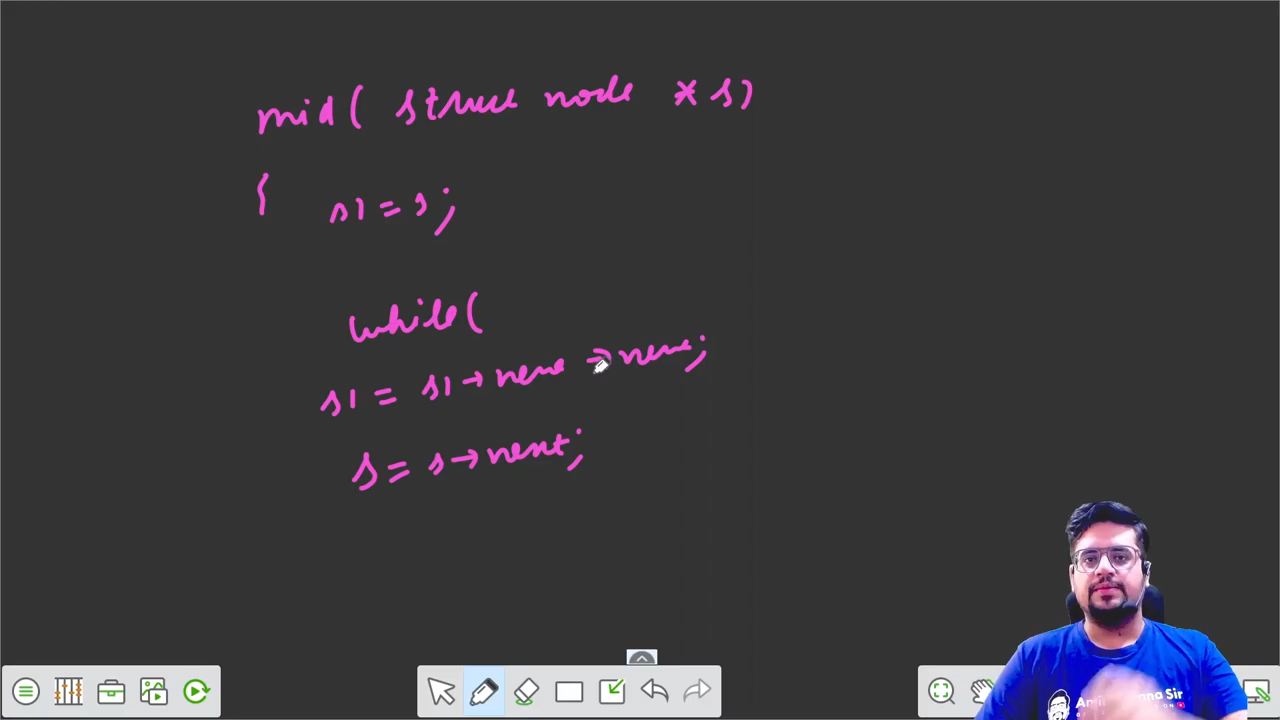 mid( struct node * s)
{ s1 = s;
while(
s1 = s1→next →next;
s = s→next;